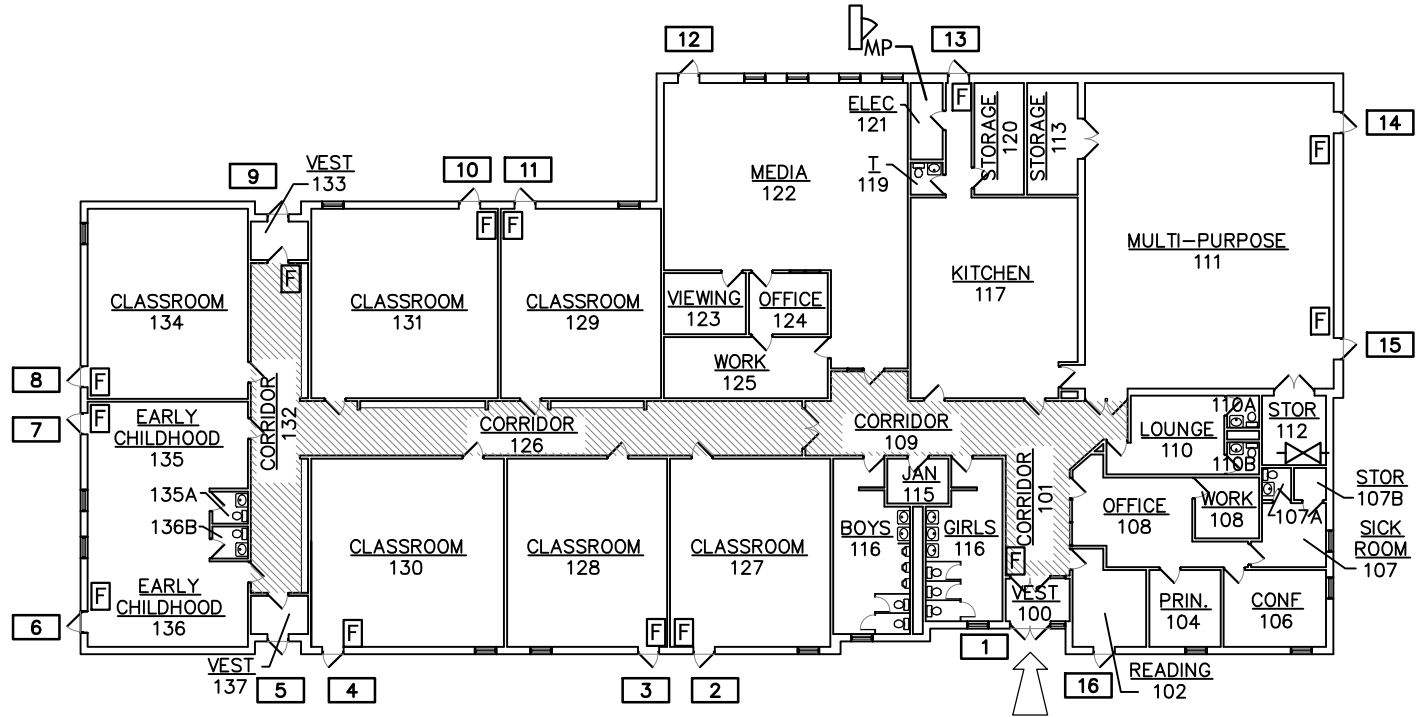 12
13
MP
ELEC
121
STORAGE
120
STORAGE
113
14
F
F
VEST
133
9
10
11
T
119
MEDIA
122
F
F
MULTI-PURPOSE
111
F
KITCHEN
117
CLASSROOM
134
CLASSROOM
131
CLASSROOM
129
VIEWING
123
OFFICE
124
F
15
WORK
125
8
F
7
F
EARLY
CHILDHOOD
135
CORRIDOR
132
CORRIDOR
126
CORRIDOR
109
LOUNGE
110
110A
110B
STOR
112
135A
136B
JAN
115
CORRIDOR
101
STOR
107B
OFFICE
108
WORK
108
107A
SICK
ROOM
107
CLASSROOM
130
CLASSROOM
128
CLASSROOM
127
BOYS
116
GIRLS
116
F
EARLY
CHILDHOOD
136
F
6
VEST
100
PRIN.
104
CONF
106
F
F
F
1
VEST
137
5
4
3
2
16
READING
102